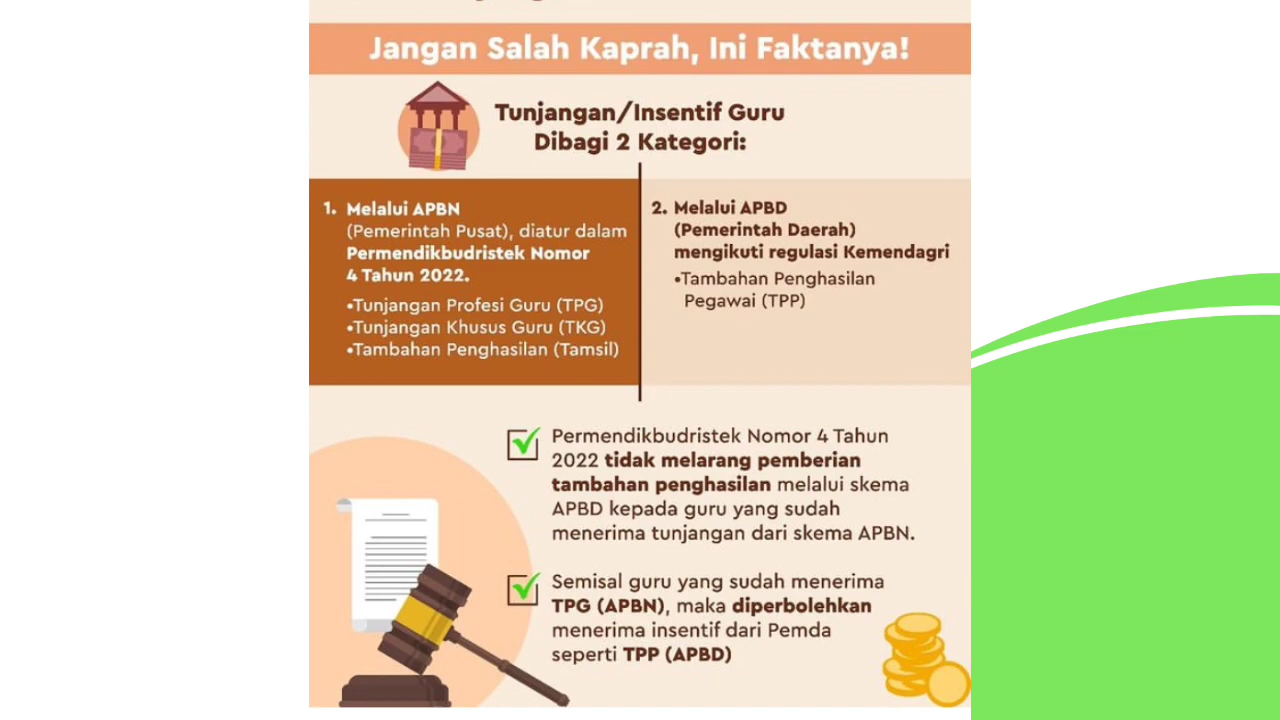 Jangan Salah Kaprah, Ini Faktanya!
Tunjangan/Insentif Guru
Dibagi 2 Kategori:
1. Melalui APBN
(Pemerintah Pusat), diatur dalam
Permendikbudristek Nomor
4 Tahun 2022.
•Tunjangan Profesi Guru (TPG)
•Tunjangan Khusus Guru (TKG)
•Tambahan Penghasilan (Tamsil)
2. Melalui APBD
(Pemerintah Daerah)
mengikuti regulasi Kemendagri
•Tambahan Penghasilan
Pegawai (TPP)
Permendikbudristek Nomor 4 Tahun
2022 tidak melarang pemberian
tambahan penghasilan melalui skema
APBD kepada guru yang sudah
menerima tunjangan dari skema APBN.
Semisal guru yang sudah menerima
TPG (APBN), maka diperbolehkan
menerima insentif dari Pemda
seperti TPP (APBD)